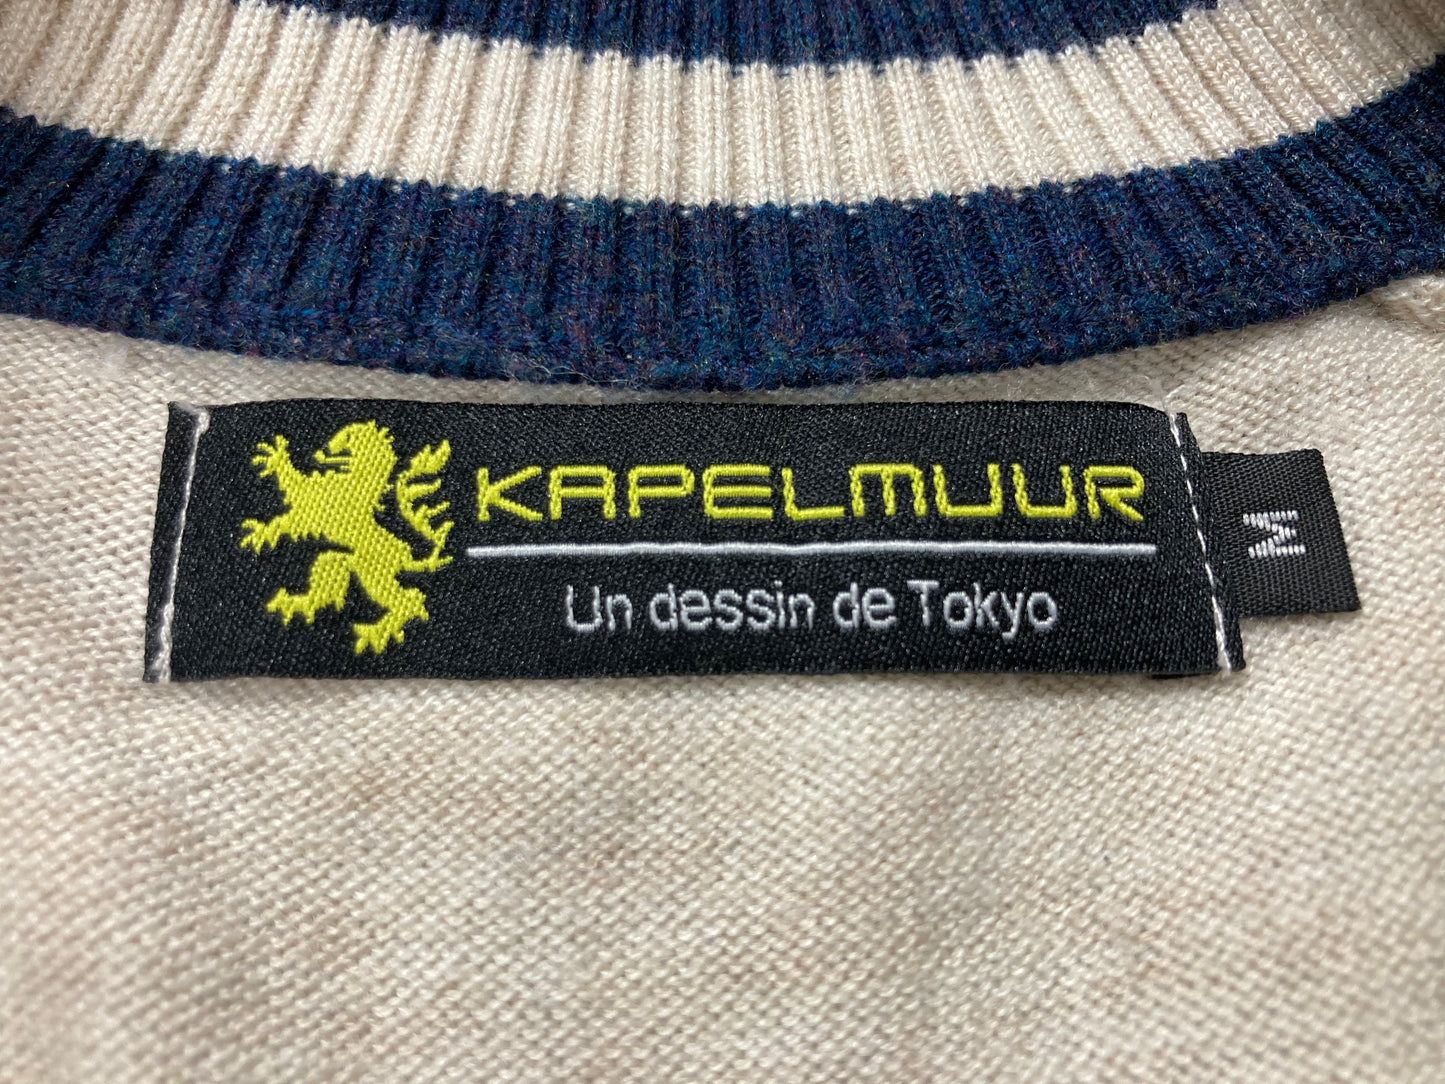 KAPELMUUR
Un dessin de Tokyo
M